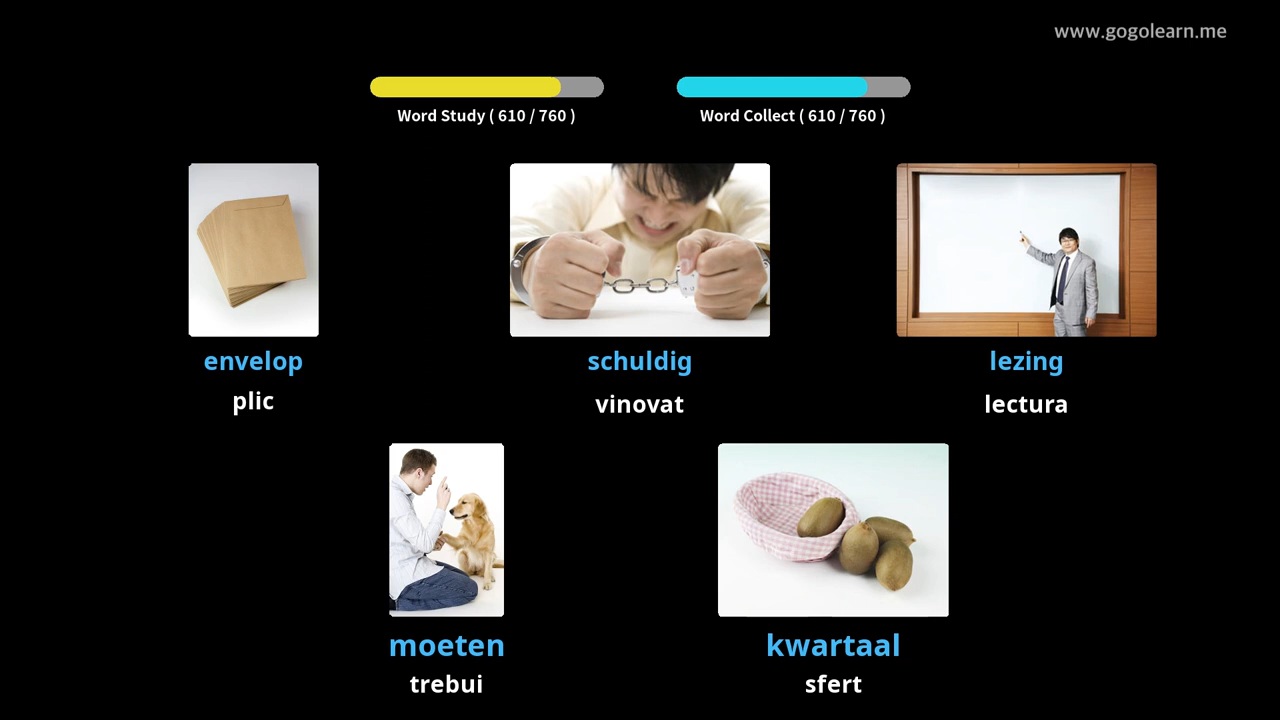 www.gogolearn.me
Word Study ( 610 / 760 )
Word Collect ( 610 / 760 )
envelop
plic
schuldig
vinovat
lezing
lectura
moeten
trebui
kwartaal
sfert